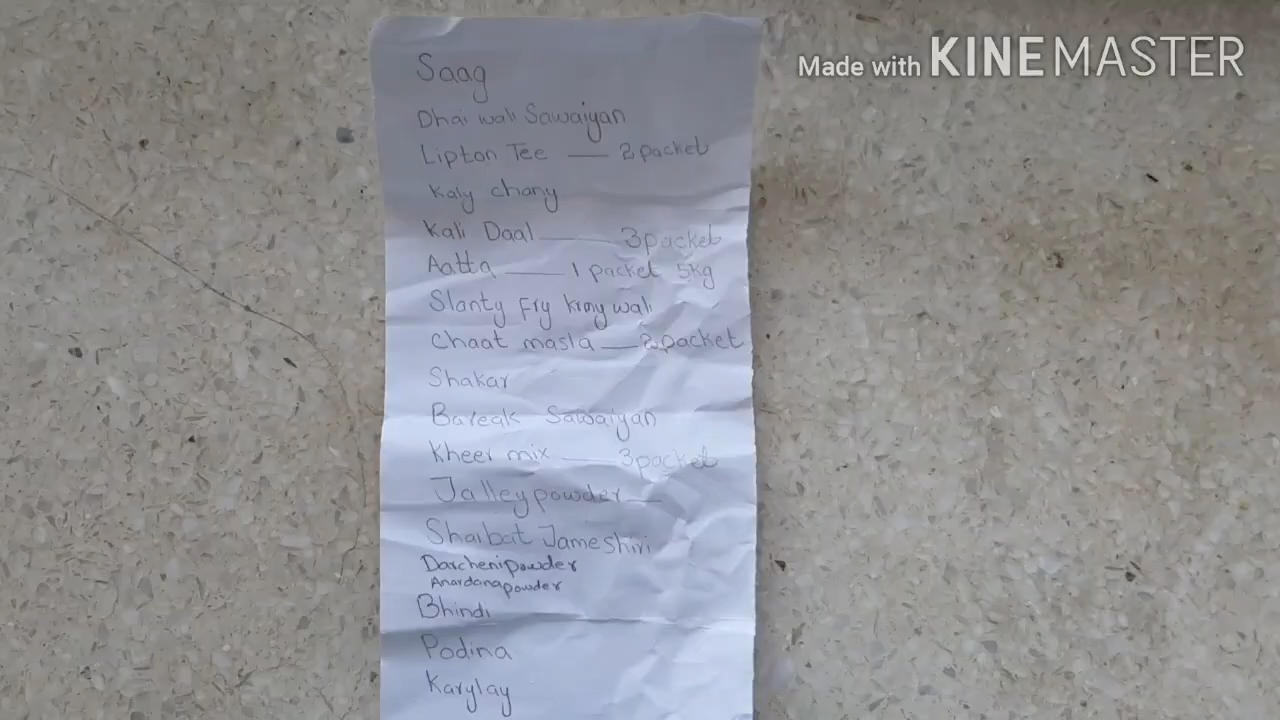 Made with KINEMASTER
Saag
Dhai wali Sawaiyan
Lipton Tee — 2 packet
Kaly chany
Kali Daal — 3 packet
Aatta — 1 packet 5kg
Slanty Fry krny wali
Chaat masla — 2 packet
Shakar
Bareak Sawaiyan
Kheer mix — 3 packet
Jalley powder —
Sharbat Jameshiri
Darcheni powder
Anardana powder
Bhindi
Podina
Karylay